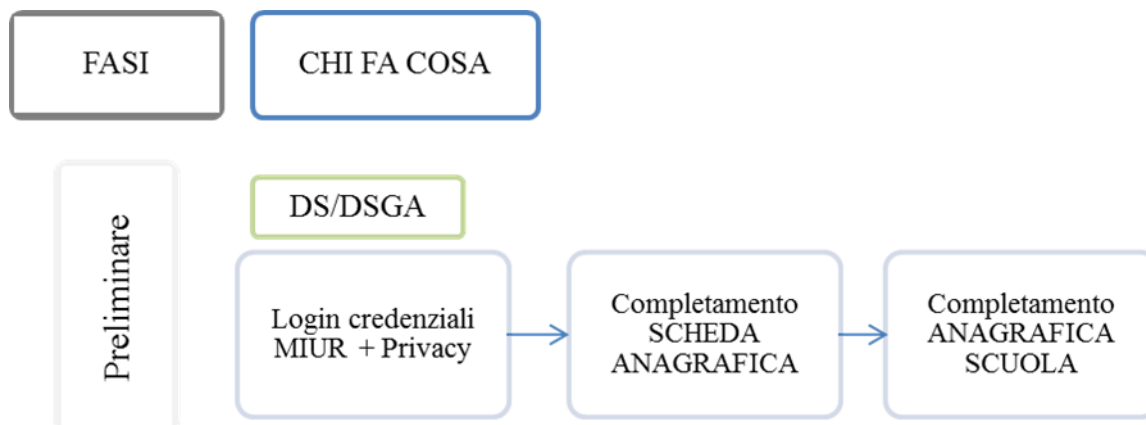 FASI
CHI FA COSA
Preliminare
DS/DSGA
Login credenziali
MIUR + Privacy
Completamento
SCHEDA
ANAGRAFICA
Completamento
ANAGRAFICA
SCUOLA